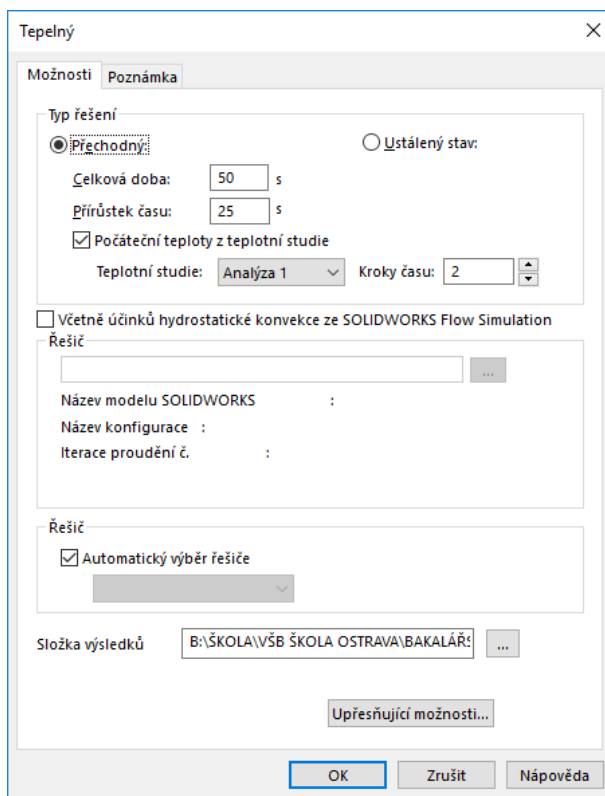 Tepelný
Možnosti Poznámka
Typ řešení
Přechodný: Ustálený stav:
Celková doba: 50 s
Přírůstek času: 25 s
Počáteční teploty z teplotní studie
Teplotní studie: Analýza 1 Kroky času: 2
Včetně účinků hydrostatické konvekce ze SOLIDWORKS Flow Simulation
Řešič
...
Název modelu SOLIDWORKS :
Název konfigurace :
Iterace proudění č. :
Řešič
Automatický výběr řešiče
Složka výsledků B:\ŠKOLA\VŠB ŠKOLA OSTRAVA\BAKALÁŘS ...
Upřesňující možnosti...
OK Zrušit Nápověda